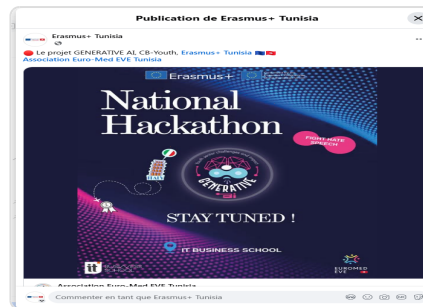 Publication de Erasmus+ Tunisia
Erasmus+ Tunisia
Le projet GENERATIVE AI, CB-Youth, Erasmus+ Tunisia
Association Euro-Med EVE Tunisia
Erasmus+
National
Hackathon
FIGHT HATE
SPEECH
ITALY
GENERATIVE
STAY TUNED !
IT BUSINESS SCHOOL
it
EUROMED
EVE
Association Euro-Med EVE Tunisia
Commenter en tant que Erasmus+ Tunisia